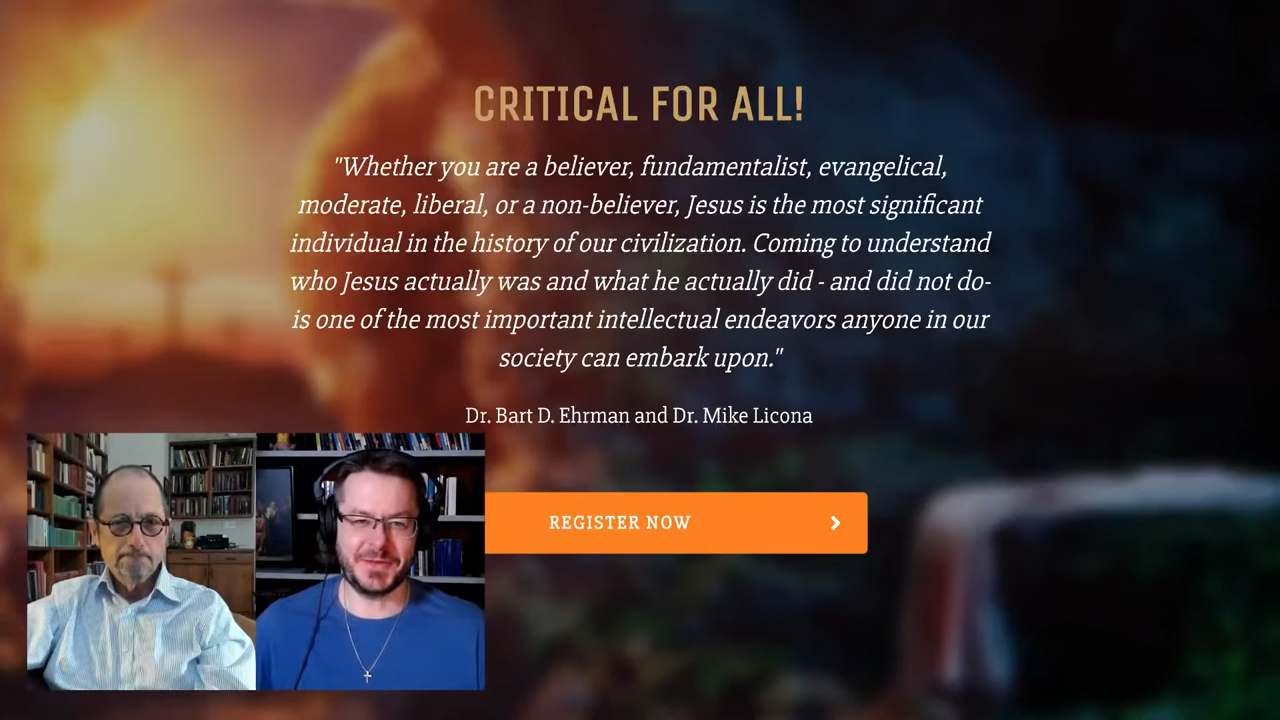 CRITICAL FOR ALL!
"Whether you are a believer, fundamentalist, evangelical,
moderate, liberal, or a non-believer, Jesus is the most significant
individual in the history of our civilization. Coming to understand
who Jesus actually was and what he actually did - and did not do-
is one of the most important intellectual endeavors anyone in our
society can embark upon."
Dr. Bart D. Ehrman and Dr. Mike Licona
REGISTER NOW